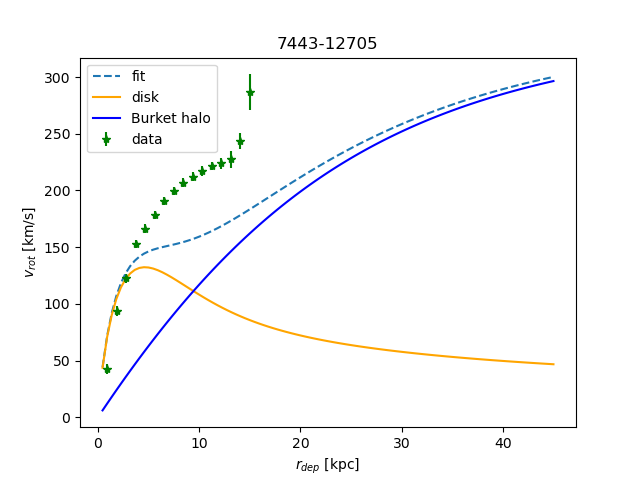 7443-12705
fit
disk
Burket halo
data
300
250
200
150
100
50
0
v_rot [km/s]
0 10 20 30 40
r_dep [kpc]